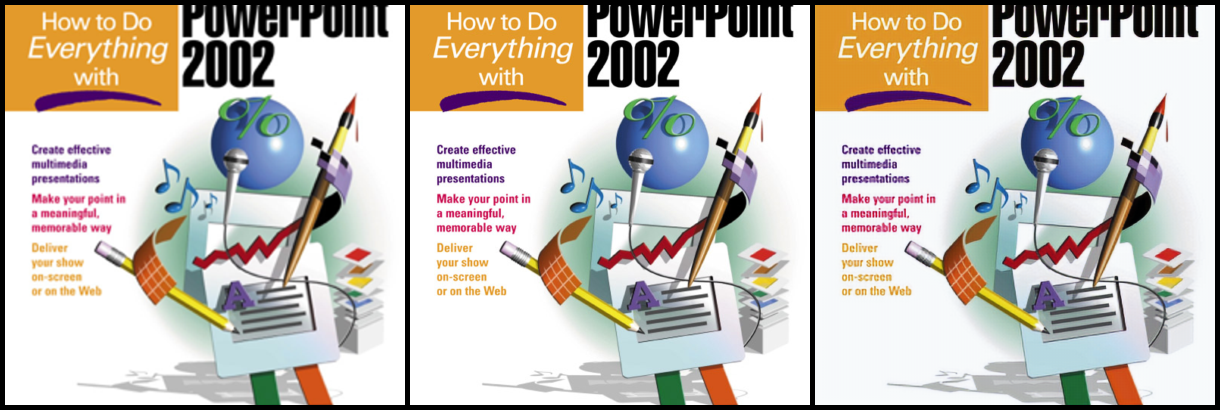 How to Do
Everything
with
PowerPoint
2002
%
Create effective
multimedia
presentations
Make your point in
a meaningful,
memorable way
Deliver
your show
on-screen
or on the Web
A
How to Do
Everything
with
PowerPoint
2002
%
Create effective
multimedia
presentations
Make your point in
a meaningful,
memorable way
Deliver
your show
on-screen
or on the Web
A
How to Do
Everything
with
PowerPoint
2002
%
Create effective
multimedia
presentations
Make your point in
a meaningful,
memorable way
Deliver
your show
on-screen
or on the Web
A